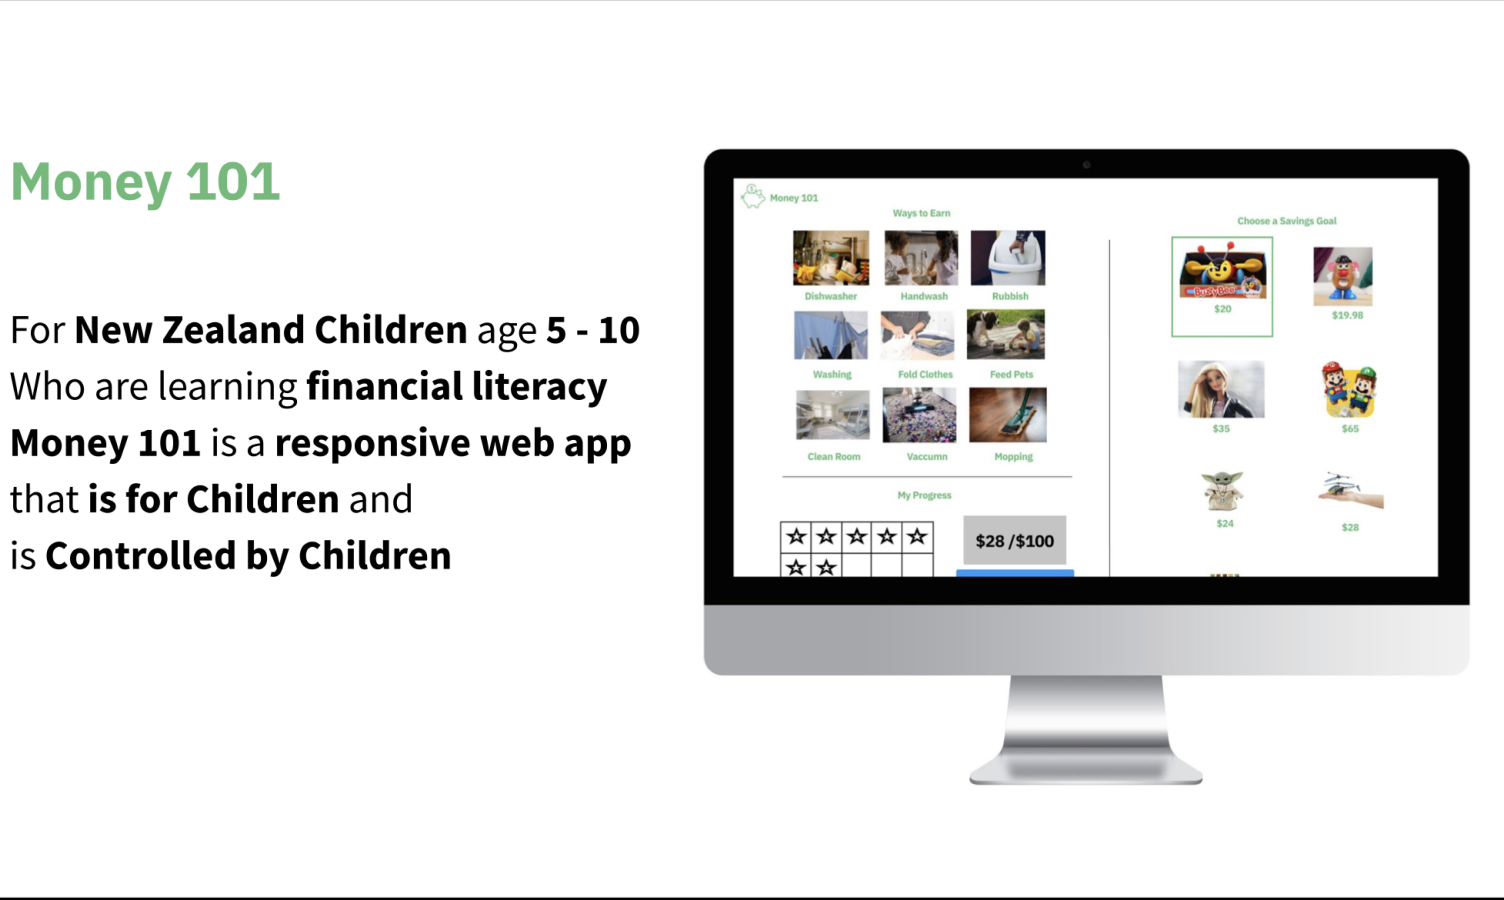 Money 101
For New Zealand Children age 5 - 10
Who are learning financial literacy
Money 101 is a responsive web app
that is for Children and
is Controlled by Children
Money 101
Ways to Earn
Dishwasher Handwash Rubbish
Washing Fold Clothes Feed Pets
Clean Room Vaccumn Mopping
My Progress
$28 /$100
Choose a Savings Goal
$20 $19.98
$35 $65
$24 $28